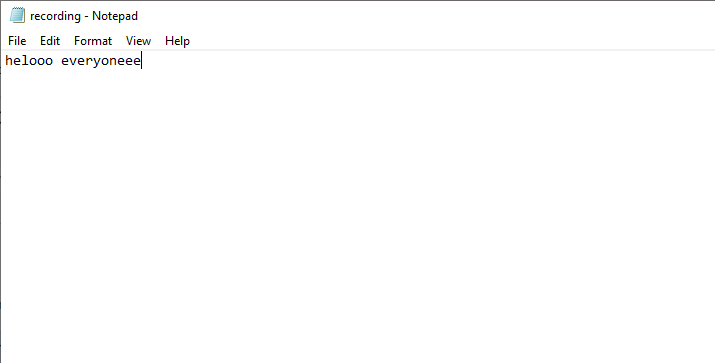 recording - Notepad
File Edit Format View Help
helooo everyoneee